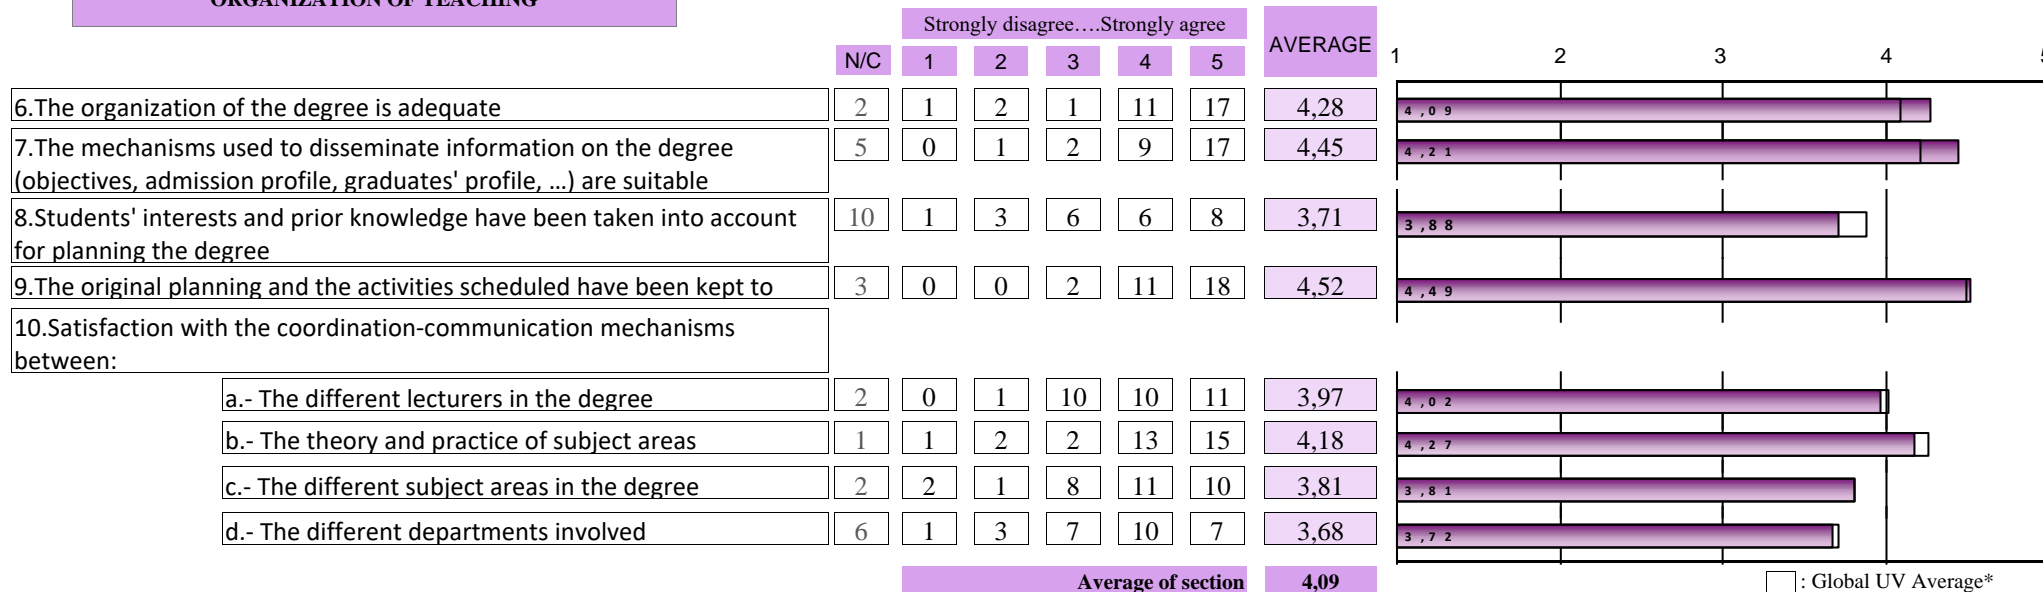 ORGANIZATION OF TEACHING
Strongly disagree….Strongly agree
AVERAGE
N/C 1 2 3 4 5
1 2 3 4 5
6.The organization of the degree is adequate 2 1 2 1 11 17 4,28 4,09
7.The mechanisms used to disseminate information on the degree
(objectives, admission profile, graduates' profile, …) are suitable 5 0 1 2 9 17 4,45 4,21
8.Students' interests and prior knowledge have been taken into account
for planning the degree 10 1 3 6 6 8 3,71 3,88
9.The original planning and the activities scheduled have been kept to 3 0 0 2 11 18 4,52 4,49
10.Satisfaction with the coordination-communication mechanisms
between:
a.- The different lecturers in the degree 2 0 1 10 10 11 3,97 4,02
b.- The theory and practice of subject areas 1 1 2 2 13 15 4,18 4,27
c.- The different subject areas in the degree 2 2 1 8 11 10 3,81 3,81
d.- The different departments involved 6 1 3 7 10 7 3,68 3,72
Average of section 4,09
: Global UV Average*